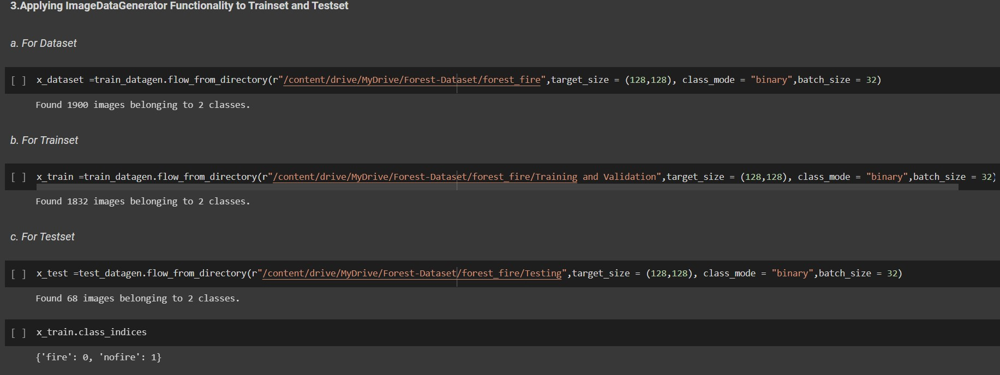 3.Applying ImageDataGenerator Functionality to Trainset and Testset
a. For Dataset
[ ] x_dataset =train_datagen.flow_from_directory(r"/content/drive/MyDrive/Forest-Dataset/forest_fire",target_size = (128,128), class_mode = "binary",batch_size = 32)
Found 1900 images belonging to 2 classes.
b. For Trainset
[ ] x_train =train_datagen.flow_from_directory(r"/content/drive/MyDrive/Forest-Dataset/forest_fire/Training and Validation",target_size = (128,128), class_mode = "binary",batch_size = 32)
Found 1832 images belonging to 2 classes.
c. For Testset
[ ] x_test =test_datagen.flow_from_directory(r"/content/drive/MyDrive/Forest-Dataset/forest_fire/Testing",target_size = (128,128), class_mode = "binary",batch_size = 32)
Found 68 images belonging to 2 classes.
[ ] x_train.class_indices
{'fire': 0, 'nofire': 1}